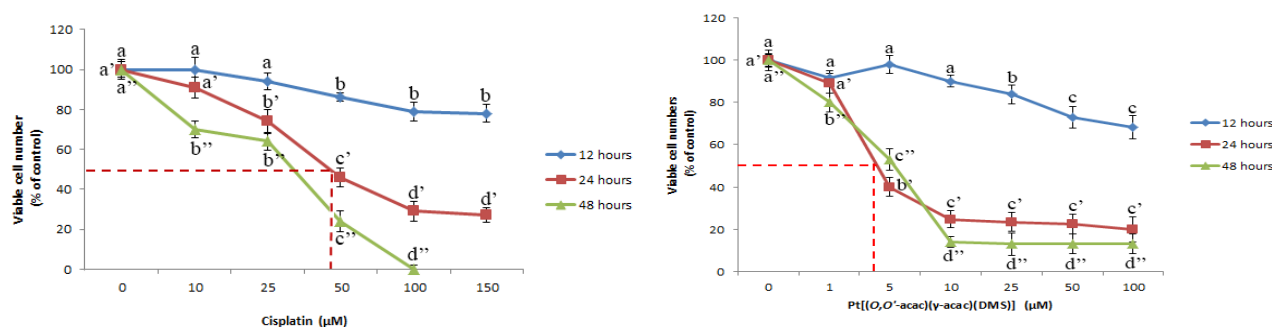 120
100
80
60
40
20
0
Viable cell number
(% of control)
a
a
a
b
b
b
a’
a’
b’
c’
d’
d’
a’’
b’’
b’’
c’’
d’’
0 10 25 50 100 150
Cisplatin (µM)
12 hours
24 hours
48 hours
120
100
80
60
40
20
0
Viable cell numbers
(% of control)
a
a
a
a
b
c
c
a’
a’
b’
c’
c’
c’
c’
a’’
b’’
c’’
d’’
d’’
d’’
d’’
0 1 5 10 25 50 100
Pt[(O,O'-acac)(γ-acac)(DMS)] (µM)
12 hours
24 hours
48 hours